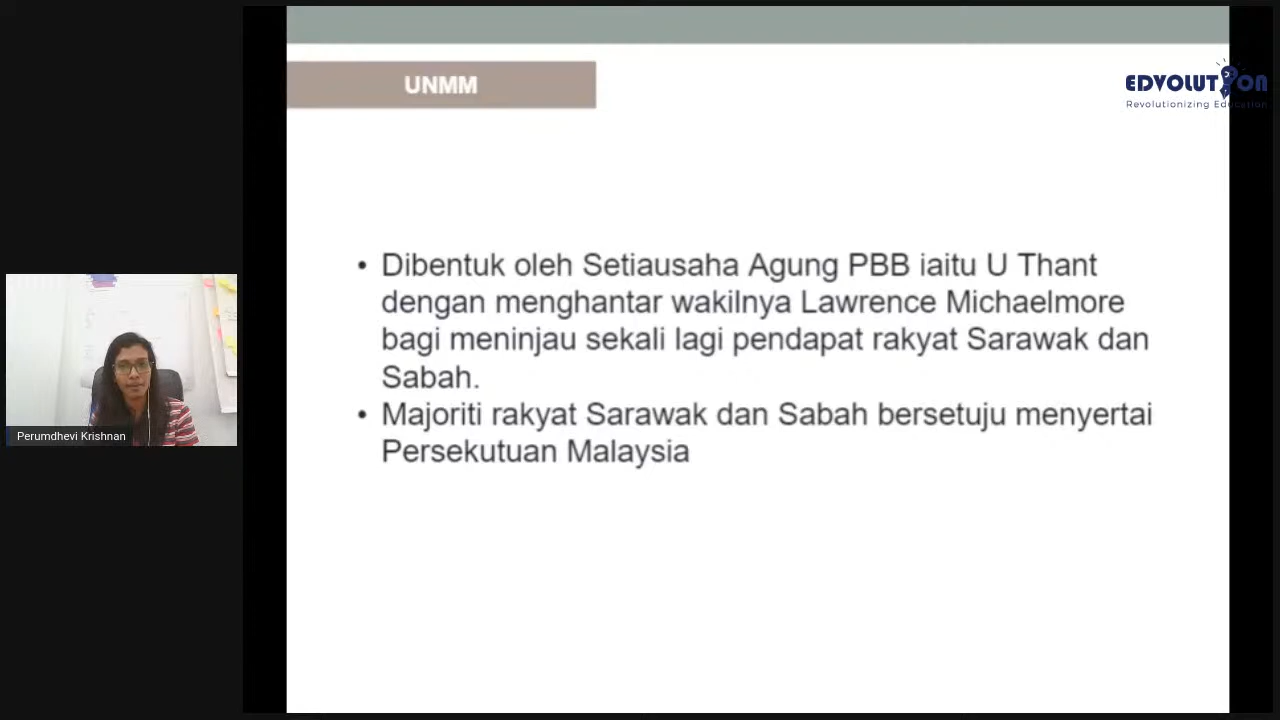 UNMM
EDVOLUTION
Revolutionizing Education
• Dibentuk oleh Setiausaha Agung PBB iaitu U Thant
dengan menghantar wakilnya Lawrence Michaelmore
bagi meninjau sekali lagi pendapat rakyat Sarawak dan
Sabah.
• Majoriti rakyat Sarawak dan Sabah bersetuju menyertai
Persekutuan Malaysia
Perumdhevi Krishnan